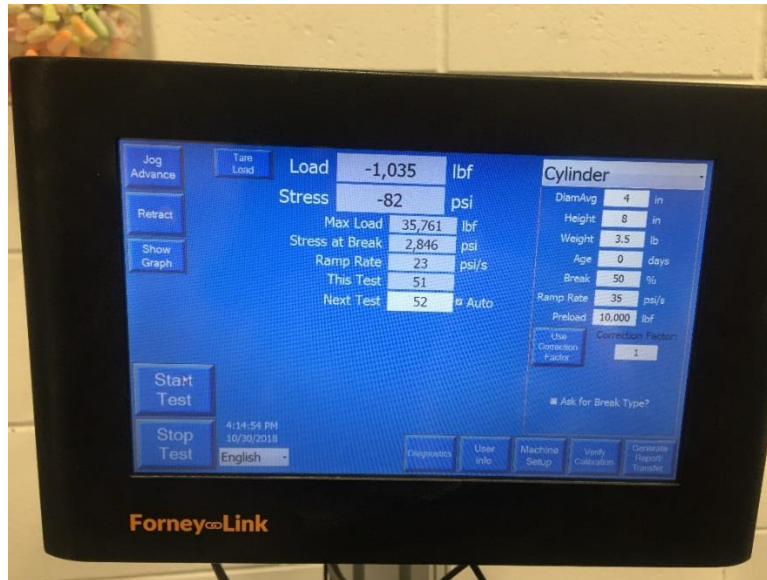 Jog Advance
Retract
Show Graph
Tare Load
Load -1,035 lbf
Stress -82 psi
Max Load 35,761 lbf
Stress at Break 2,846 psi
Ramp Rate 23 psi/s
This Test 51
Next Test 52 Auto
Cylinder
DiamAvg 4 in
Height 8 in
Weight 3.5 lb
Age 0 days
Break 50 %
Ramp Rate 35 psi/s
Preload 10,000 lbf
Use Correction Factor
Correction Factor:
1
Ask for Break Type?
Start Test
Stop Test
4:14:54 PM
10/30/2018
English
Diagnostics
User Info
Machine Setup
Verify Calibration
Generate Report/ Transfer
Forney Link